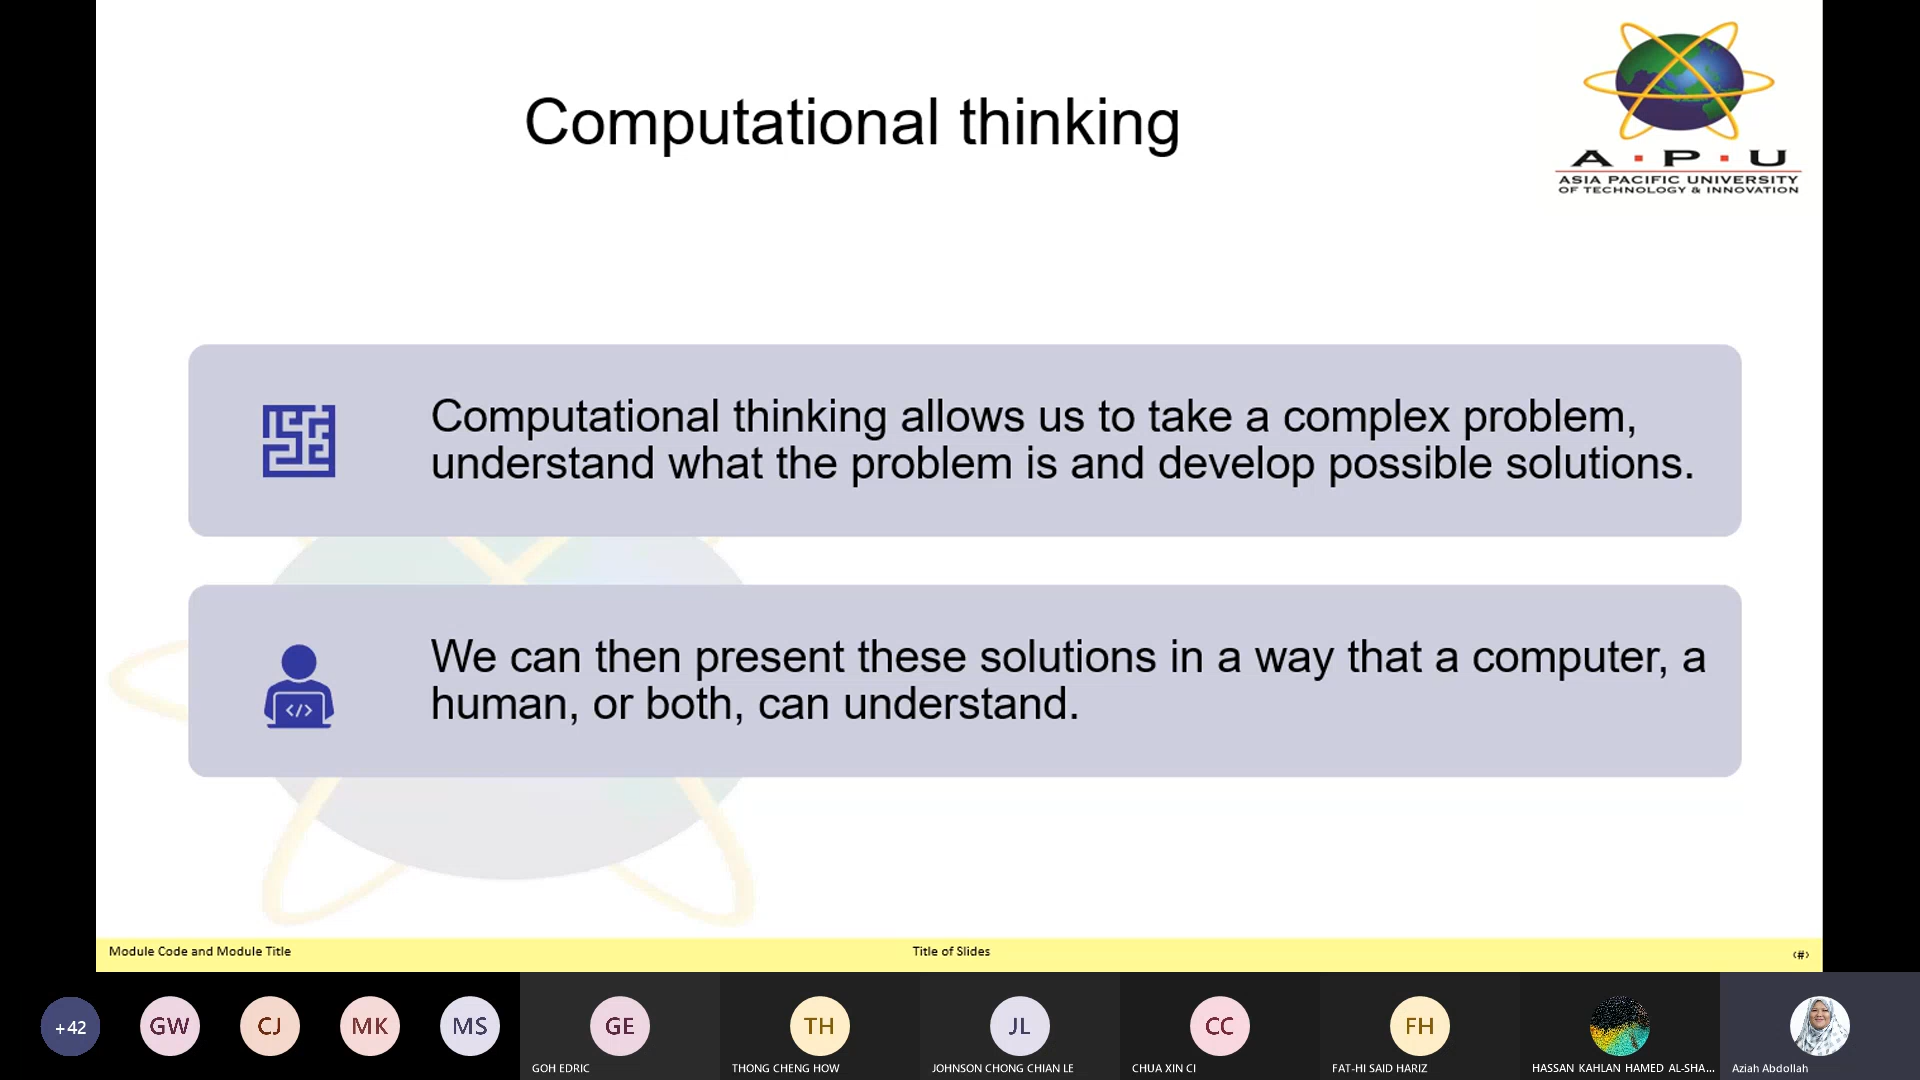 Computational thinking
A P U
ASIA PACIFIC UNIVERSITY
OF TECHNOLOGY & INNOVATION
Computational thinking allows us to take a complex problem,
understand what the problem is and develop possible solutions.
</>
We can then present these solutions in a way that a computer, a
human, or both, can understand.
Module Code and Module Title
Title of Slides
‹#›
+42
GW
CJ
MK
MS
GE
GOH EDRIC
TH
THONG CHENG HOW
JL
JOHNSON CHONG CHIAN LE
CC
CHUA XIN CI
FH
FAT-HI SAID HARIZ
HASSAN KAHLAN HAMED AL-SHA...
Aziah Abdollah